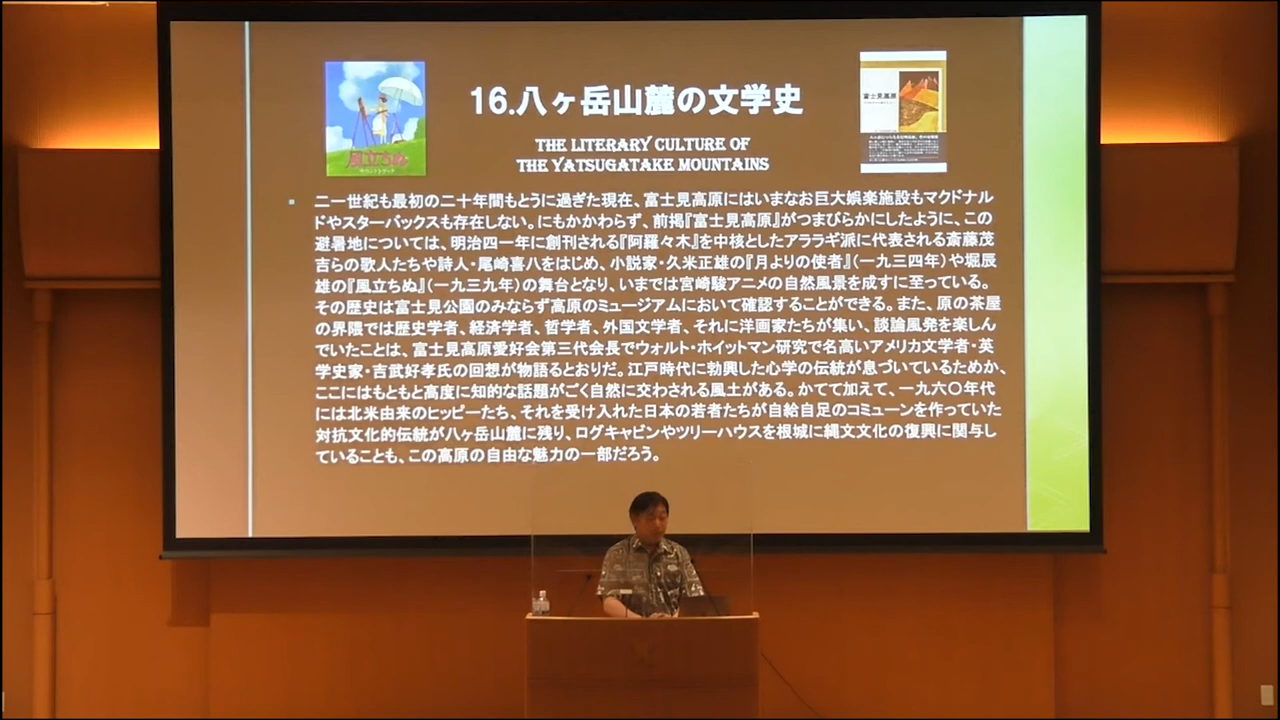 16.八ヶ岳山麓の文学史
THE LITERARY CULTURE OF
THE YATSUGATAKE MOUNTAINS
風立ちぬ
サウンドトラック
富士見高原
二一世紀も最初の二十年間もとうに過ぎた現在、富士見高原にはいまなお巨大娯楽施設もマクドナル
ドやスターバックスも存在しない。にもかかわらず、前掲『富士見高原』がつまびらかにしたように、この
避暑地については、明治四一年に創刊される『阿羅々木』を中核としたアララギ派に代表される斎藤茂
吉らの歌人たちや詩人・尾崎喜八をはじめ、小説家・久米正雄の『月よりの使者』(一九三四年)や堀辰
雄の『風立ちぬ』(一九三九年)の舞台となり、いまでは宮崎駿アニメの自然風景を成すに至っている。
その歴史は富士見公園のみならず高原のミュージアムにおいて確認することができる。また、原の茶屋
の界隈では歴史学者、経済学者、哲学者、外国文学者、それに洋画家たちが集い、談論風発を楽しん
でいたことは、富士見高原愛好会第三代会長でウォルト・ホイットマン研究で名高いアメリカ文学者・英
学史家・吉武好孝氏の回想が物語るとおりだ。江戸時代に勃興した心学の伝統が息づいているためか、
ここにはもともと高度に知的な話題がごく自然に交わされる風土がある。かてて加えて、一九六〇年代
には北米由来のヒッピーたち、それを受け入れた日本の若者たちが自給自足のコミューンを作っていた
対抗文化的伝統が八ヶ岳山麓に残り、ログキャビンやツリーハウスを根城に縄文文化の復興に関与し
ていることも、この高原の自由な魅力の一部だろう。